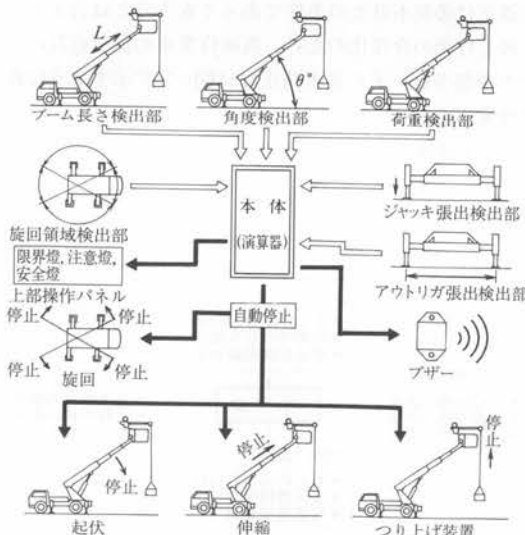 L
θ°
P
ブーム長さ検出部
角度検出部
荷重検出部
本体
(演算器)
旋回領域検出部
ジャッキ張出検出部
限界燈,注意燈,
安全燈
上部操作パネル
アウトリガ張出検出部
自動停止
停止
停止
停止
旋回
停止
ブザー
停止
停止
停止
起伏
伸縮
つり上げ装置